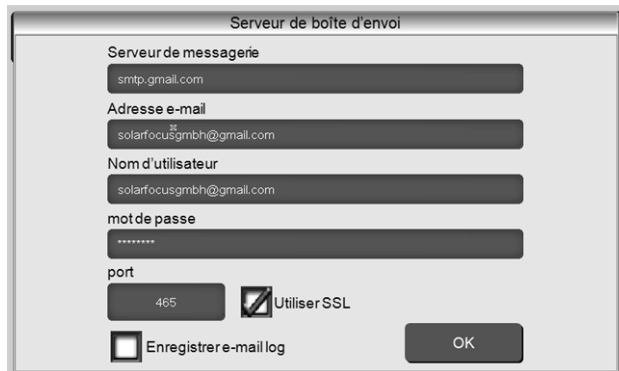 Serveur de boîte d'envoi
Serveur de messagerie
smtp.gmail.com
Adresse e-mail
solarfocusgmbh@gmail.com
Nom d'utilisateur
solarfocusgmbh@gmail.com
mot de passe
********
port
465 Utiliser SSL
Enregistrer e-mail log OK